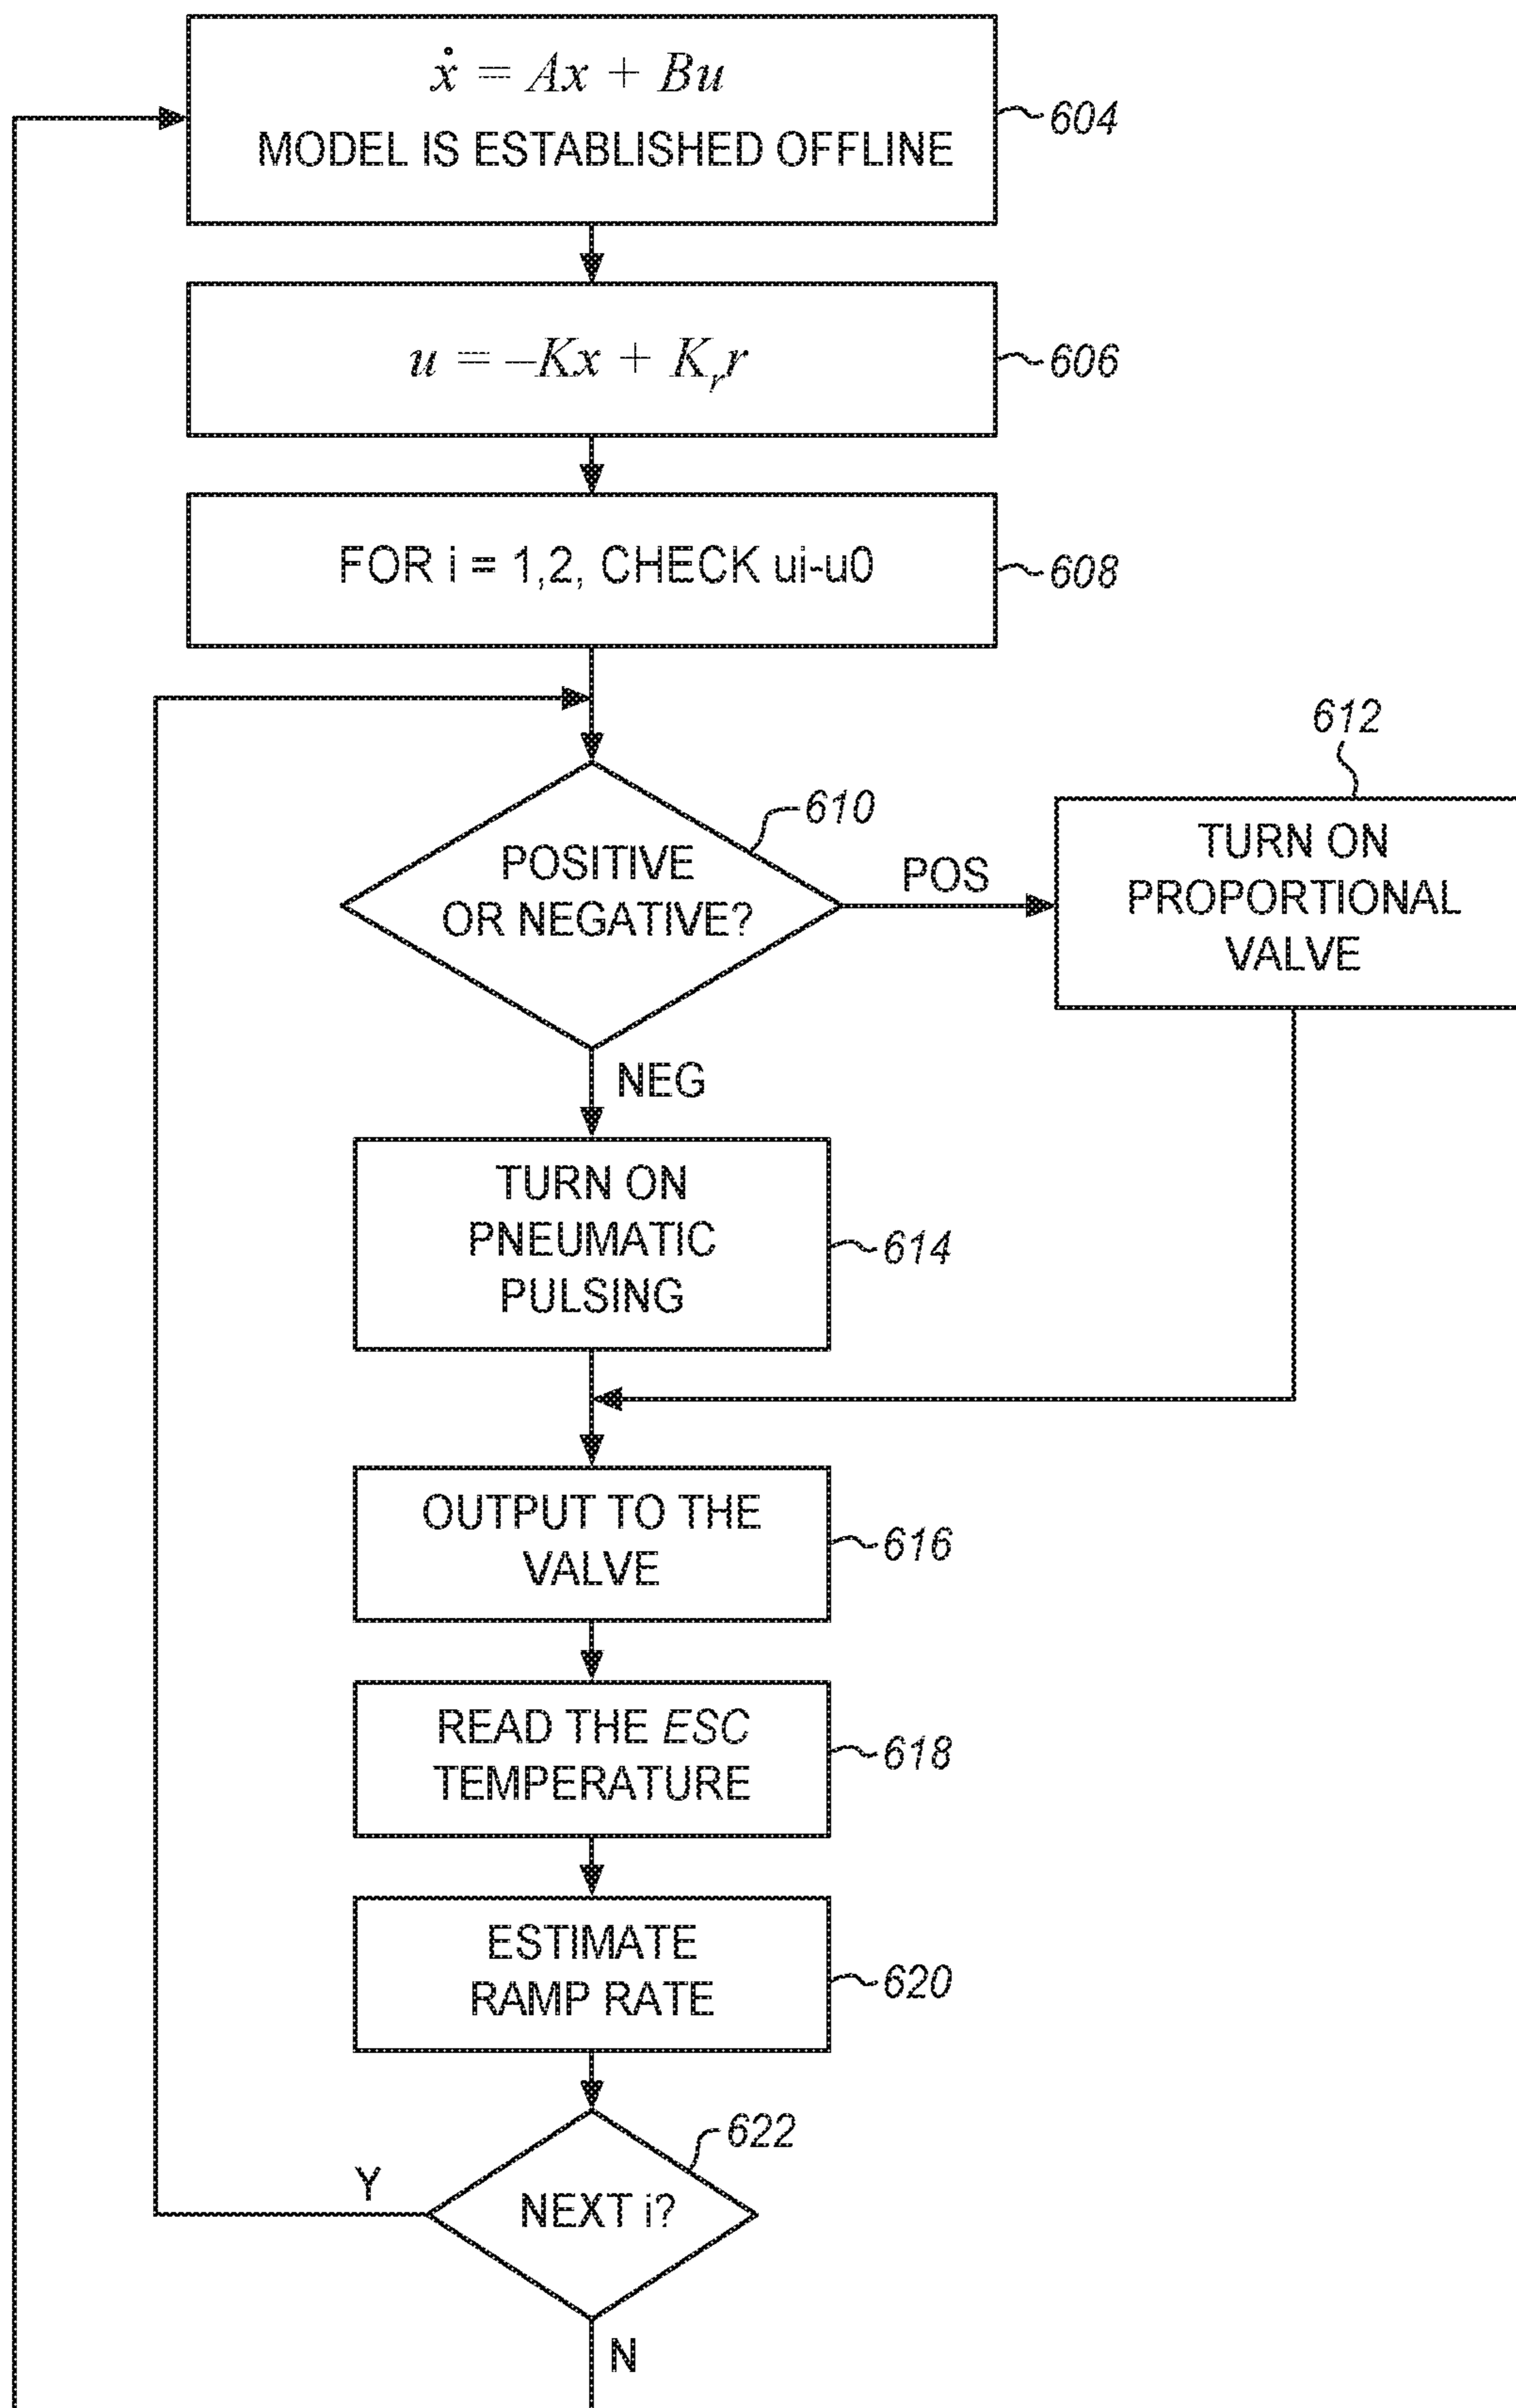 ẋ = Ax + Bu
MODEL IS ESTABLISHED OFFLINE
604
u = –Kx + Kᵣr
606
FOR i = 1,2, CHECK ui-u0
608
612
610
POSITIVE
OR NEGATIVE?
POS
TURN ON
PROPORTIONAL
VALVE
NEG
TURN ON
PNEUMATIC
PULSING
614
OUTPUT TO THE
VALVE
616
READ THE ESC
TEMPERATURE
618
ESTIMATE
RAMP RATE
620
622
Y
NEXT i?
N